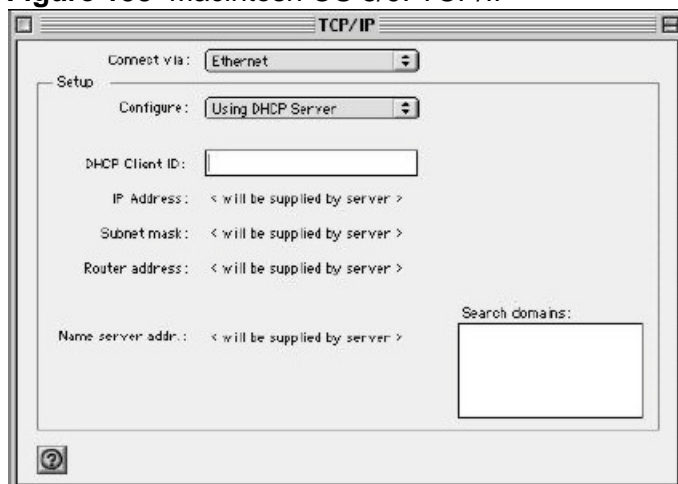 TCP/IP
Connect via: Ethernet
Setup
Configure: Using DHCP Server
DHCP Client ID:
IP Address: < will be supplied by server >
Subnet mask: < will be supplied by server >
Router address: < will be supplied by server >
Search domains:
Name server addr.: < will be supplied by server >